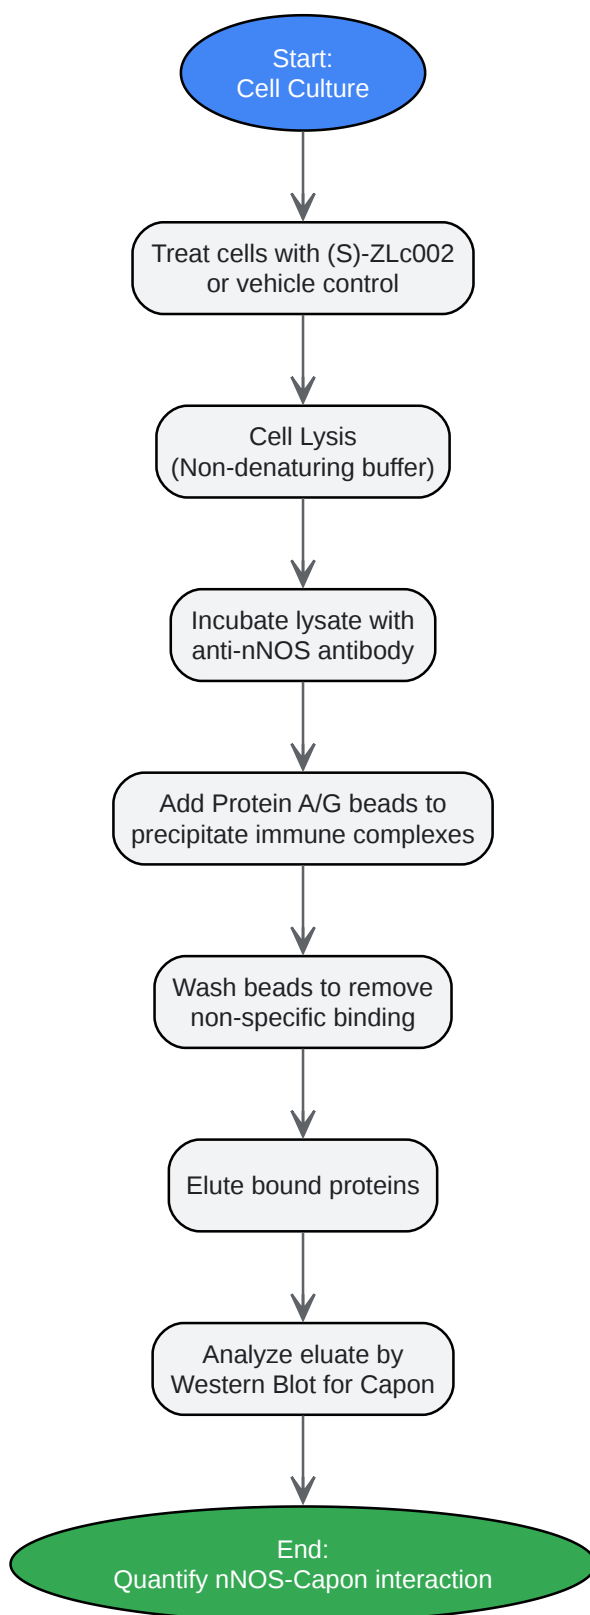 Start:
Cell Culture
Treat cells with (S)-ZLc002
or vehicle control
Cell Lysis
(Non-denaturing buffer)
Incubate lysate with
anti-nNOS antibody
Add Protein A/G beads to
precipitate immune complexes
Wash beads to remove
non-specific binding
Elute bound proteins
Analyze eluate by
Western Blot for Capon
End:
Quantify nNOS-Capon interaction